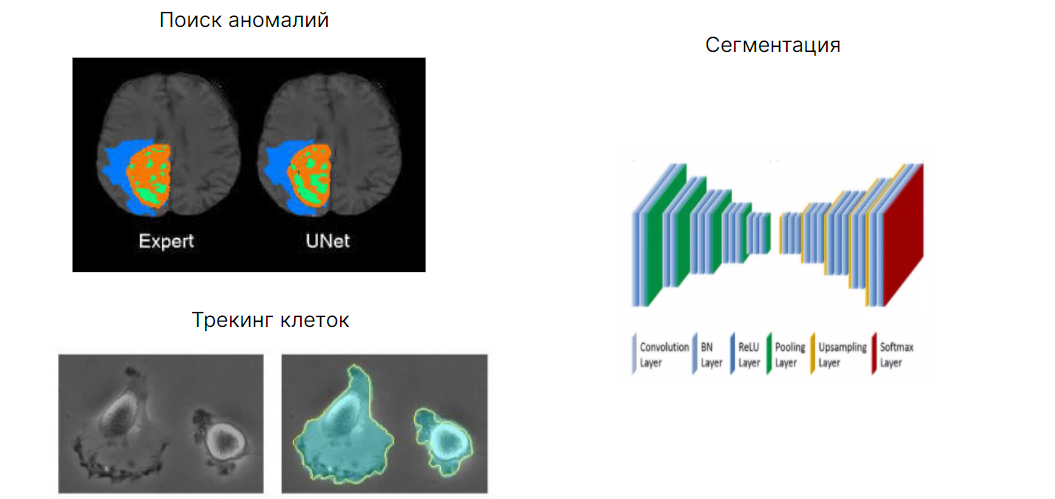 Поиск аномалий
Сегментация
Expert
UNet
Трекинг клеток
Convolution Layer
BN Layer
ReLU Layer
Pooling Layer
Upsampling Layer
Softmax Layer